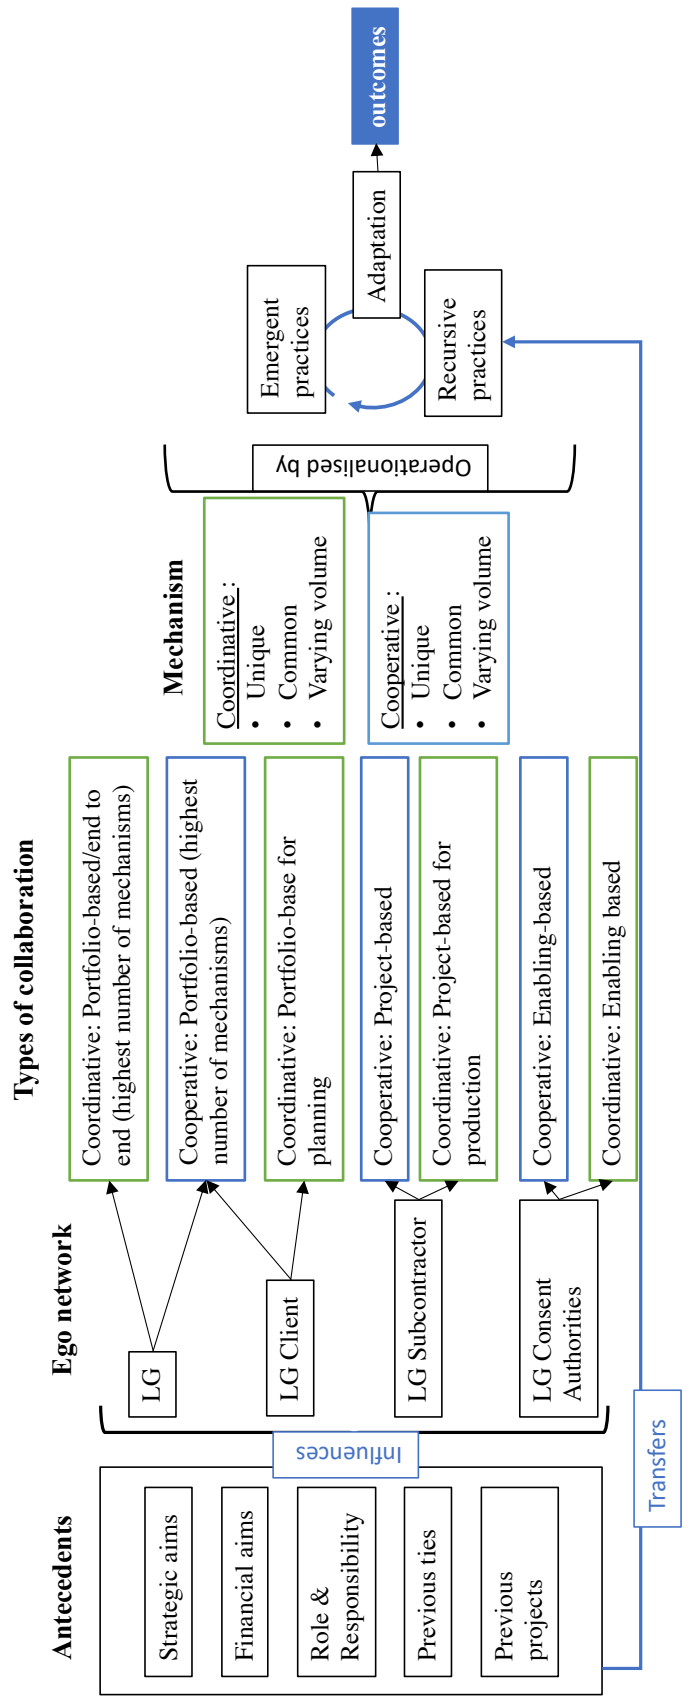 Antecedents
Strategic aims
Financial aims
Role &
Responsibility
Previous ties
Previous
projects
Influences
Transfers
Ego network
LG
LG Client
LG Subcontractor
LG Consent
Authorities
Types of collaboration
Coordinative: Portfolio-based/end to
end (highest number of mechanisms)
Cooperative: Portfolio-based (highest
number of mechanisms)
Coordinative: Portfolio-base for
planning
Cooperative: Project-based
Coordinative: Project-based for
production
Cooperative: Enabling-based
Coordinative: Enabling based
Mechanism
Coordinative :
• Unique
• Common
• Varying volume
Cooperative :
• Unique
• Common
• Varying volume
Operationalised by
Emergent
practices
Recursive
practices
Adaptation
outcomes